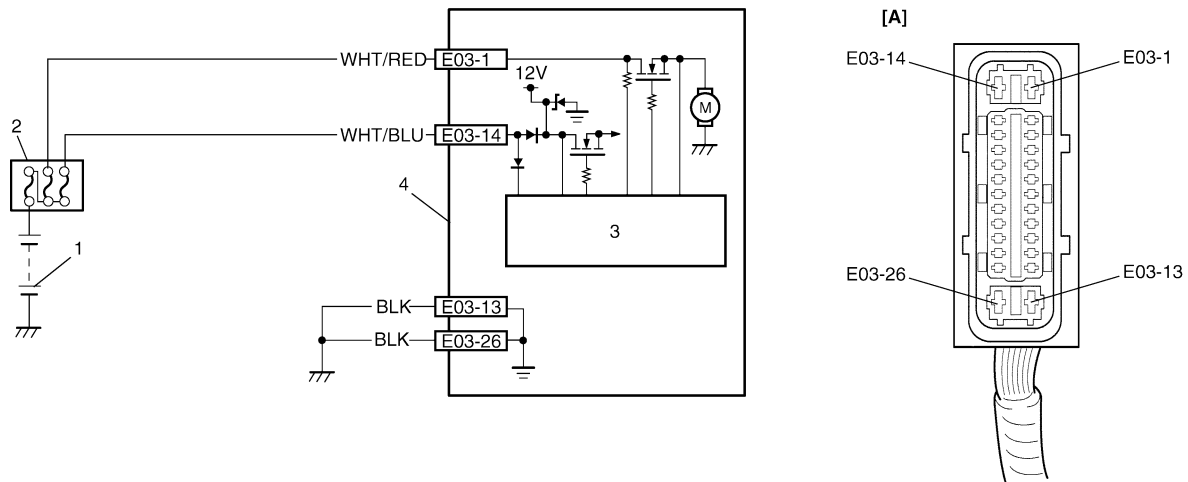 [A]
WHT/RED E03-1
12V
M
WHT/BLU E03-14
2
4
3
1
BLK E03-13
BLK E03-26
E03-14
E03-1
E03-26
E03-13